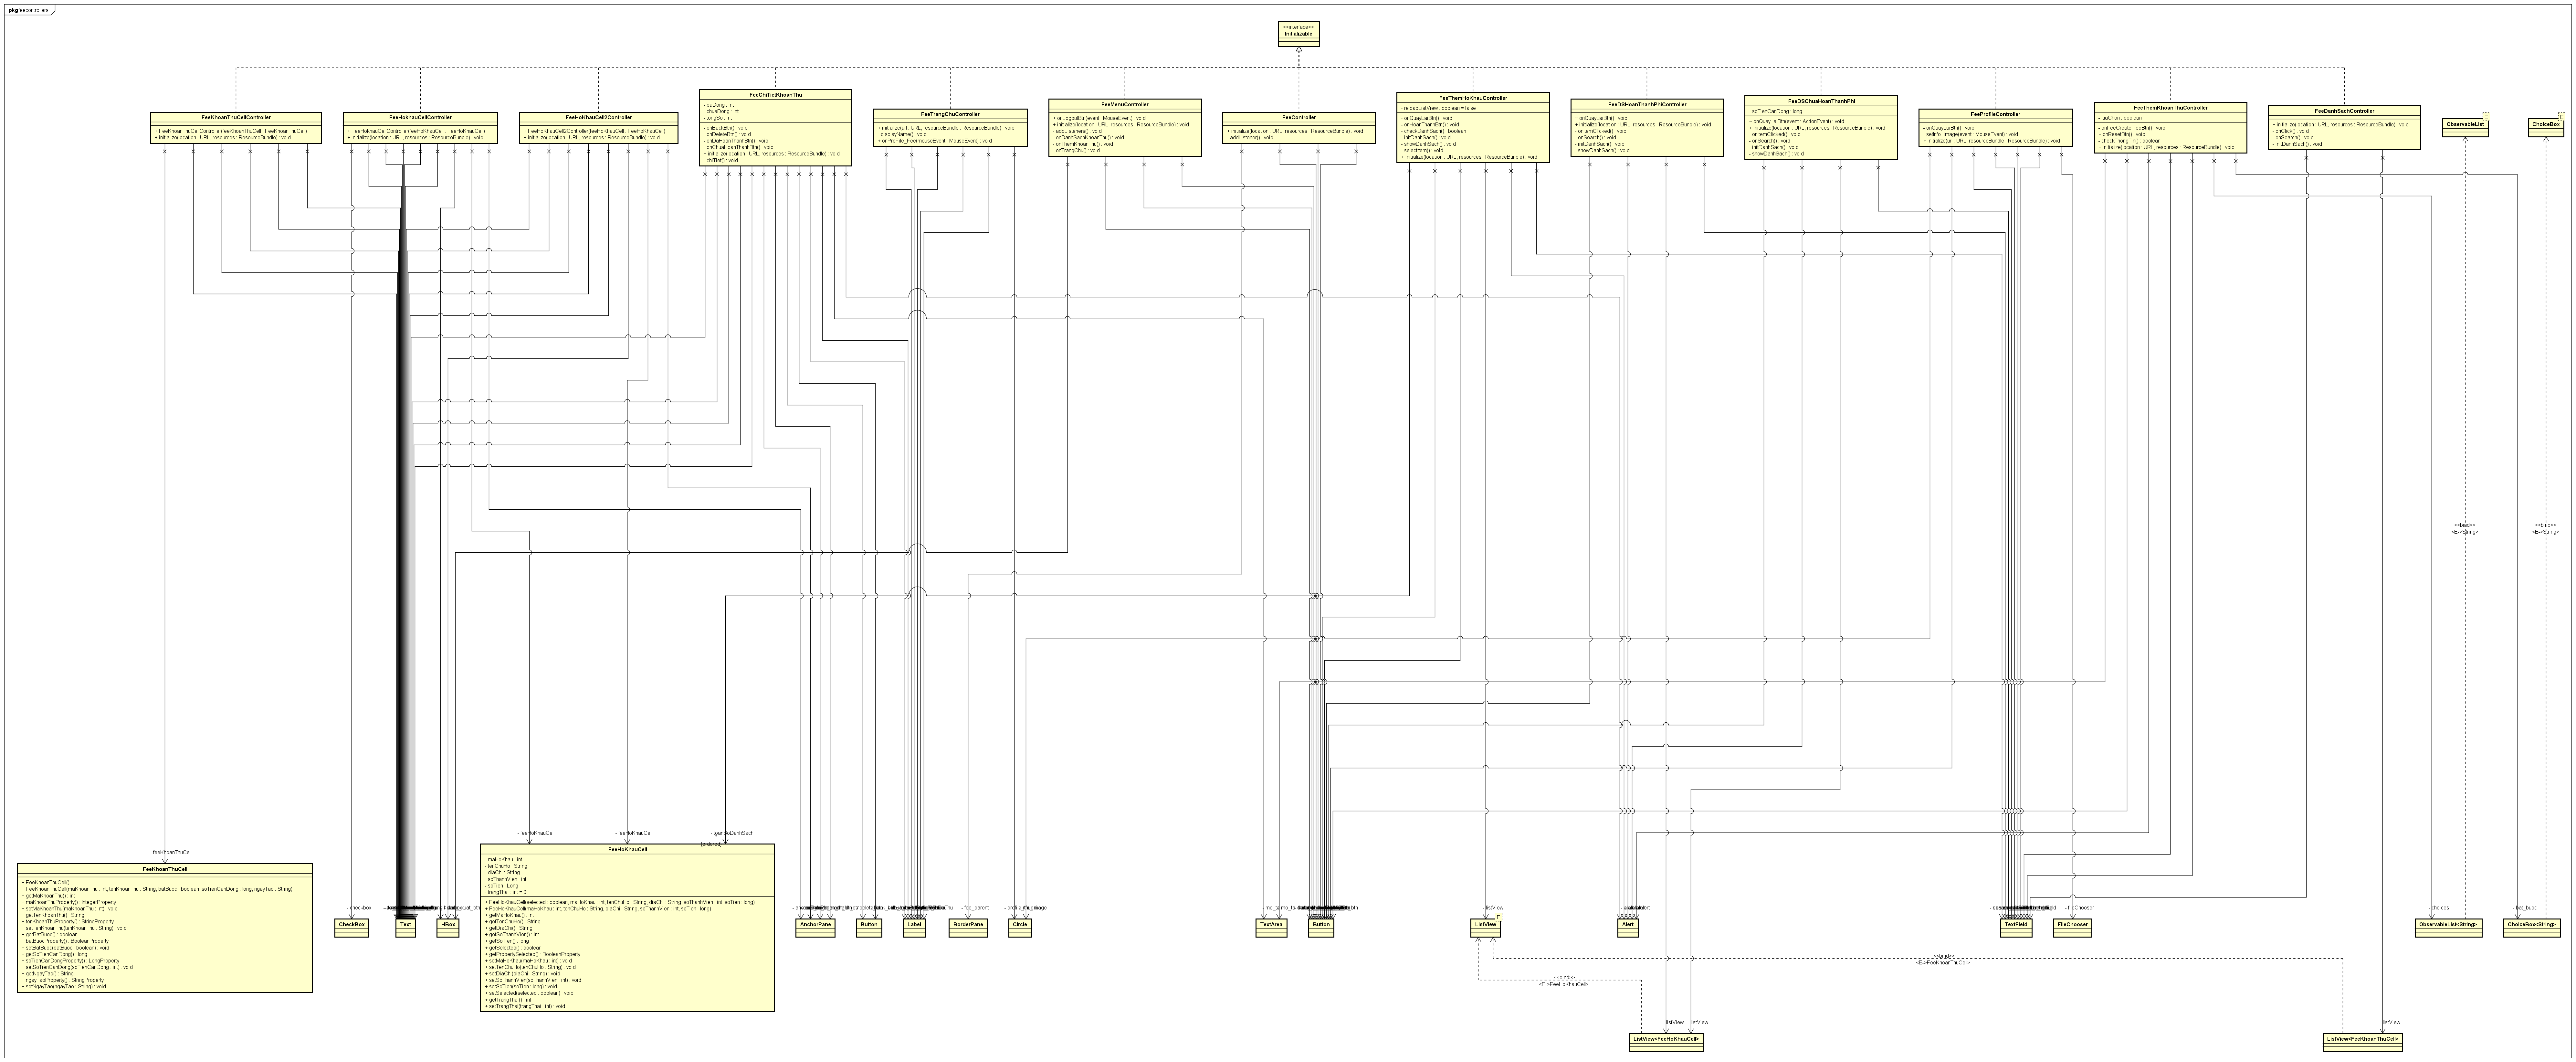 pkg feecontrollers
<<interface>>
Initializable
FeeKhoanThuCellController
+ FeeKhoanThuCellController(feeKhoanThuCell : FeeKhoanThuCell)
+ initialize(location : URL, resources : ResourceBundle) : void
FeeHokhauCellController
+ FeeHokhauCellController(feeHoKhauCell : FeeHoKhauCell)
+ initialize(location : URL, resources : ResourceBundle) : void
FeeHoKhauCell2Controller
+ FeeHoKhauCell2Controller(feeHoKhauCell : FeeHoKhauCell)
+ initialize(location : URL, resources : ResourceBundle) : void
FeeChiTietKhoanThu
- daDong : int
- chuaDong : int
- tongSo : int
- onBackBtn() : void
- onDeleteBtn() : void
- onDaHoanThanhBtn() : void
- onChuaHoanThanhBtn() : void
+ initialize(location : URL, resources : ResourceBundle) : void
- chiTiet() : void
FeeTrangChuController
+ initialize(url : URL, resourceBundle : ResourceBundle) : void
- displayName() : void
+ onProFile_Fee(mouseEvent : MouseEvent) : void
FeeMenuController
+ onLogoutBtn(event : MouseEvent) : void
+ initialize(location : URL, resources : ResourceBundle) : void
- addListeners() : void
- onDanhSachKhoanThu() : void
- onThemKhoanThu() : void
- onTrangChu() : void
FeeController
+ initialize(location : URL, resources : ResourceBundle) : void
- addListener() : void
FeeThemHoKhauController
- reloadListView : boolean = false
- onQuayLaiBtn() : void
- onHoanThanhBtn() : void
- checkDanhSach() : boolean
- initDanhSach() : void
- showDanhSach() : void
- selectItem() : void
+ initialize(location : URL, resources : ResourceBundle) : void
FeeDSHoanThanhPhiController
~ onQuayLaiBtn() : void
+ initialize(location : URL, resources : ResourceBundle) : void
- onItemClicked() : void
- onSearch() : void
- initDanhSach() : void
- showDanhSach() : void
FeeDSChuaHoanThanhPhi
- soTienCanDong : long
~ onQuayLaiBtn(event : ActionEvent) : void
+ initialize(location : URL, resources : ResourceBundle) : void
- onItemClicked() : void
- onSearch() : void
- initDanhSach() : void
- showDanhSach() : void
FeeProfileController
- onQuayLaiBtn() : void
- setInfo_image(event : MouseEvent) : void
+ initialize(url : URL, resourceBundle : ResourceBundle) : void
FeeThemKhoanThuController
- luaChon : boolean
- onFeeCreateTiepBtn() : void
+ onResetBtn() : void
- checkThongTin() : boolean
+ initialize(location : URL, resources : ResourceBundle) : void
FeeDanhSachController
+ initialize(location : URL, resources : ResourceBundle) : void
- onClick() : void
- onSearch() : void
- initDanhSach() : void
E
ObservableList
E
ChoiceBox
<<bind>>
<E->String>
<<bind>>
<E->String>
- feeKhoanThuCell
FeeKhoanThuCell
+ FeeKhoanThuCell()
+ FeeKhoanThuCell(maKhoanThu : int, tenKhoanThu : String, batBuoc : boolean, soTienCanDong : long, ngayTao : String)
+ getMaKhoanThu() : int
+ maKhoanThuProperty() : IntegerProperty
+ setMaKhoanThu(maKhoanThu : int) : void
+ getTenKhoanThu() : String
+ tenKhoanThuProperty() : StringProperty
+ setTenKhoanThu(tenKhoanThu : String) : void
+ getBatBuoc() : boolean
+ batBuocProperty() : BooleanProperty
+ setBatBuoc(batBuoc : boolean) : void
+ getSoTienCanDong() : long
+ soTienCanDongProperty() : LongProperty
+ setSoTienCanDong(soTienCanDong : int) : void
+ getNgayTao() : String
+ ngayTaoProperty() : StringProperty
+ setNgayTao(ngayTao : String) : void
- checkbox
CheckBox
Text
HBox
- feeHoKhauCell
- feeHoKhauCell
- toanBoDanhSach
{ordered}
FeeHoKhauCell
- maHoKhau : int
- tenChuHo : String
- diaChi : String
- soThanhVien : int
- soTien : Long
- trangThai : int = 0
+ FeeHoKhauCell(selected : boolean, maHoKhau : int, tenChuHo : String, diaChi : String, soThanhVien : int, soTien : long)
+ FeeHoKhauCell(maHoKhau : int, tenChuHo : String, diaChi : String, soThanhVien : int, soTien : long)
+ getMaHoKhau() : int
+ getTenChuHo() : String
+ getDiaChi() : String
+ getSoThanhVien() : int
+ getSoTien() : long
+ getSelected() : boolean
+ getPropertySelected() : BooleanProperty
+ setMaHoKhau(maHoKhau : int) : void
+ setTenChuHo(tenChuHo : String) : void
+ setDiaChi(diaChi : String) : void
+ setSoThanhVien(soThanhVien : int) : void
+ setSoTien(soTien : long) : void
+ setSelected(selected : boolean) : void
+ getTrangThai() : int
+ setTrangThai(trangThai : int) : void
AnchorPane
Button
Label
- fee_parent
BorderPane
Circle
- mo_ta
TextArea
Button
- listView
E
ListView
Alert
TextField
- fileChooser
FileChooser
- choices
ObservableList<String>
- bat_buoc
ChoiceBox<String>
<<bind>>
<E->FeeHoKhauCell>
<<bind>>
<E->FeeKhoanThuCell>
- listView
- listView
ListView<FeeHoKhauCell>
- listView
ListView<FeeKhoanThuCell>